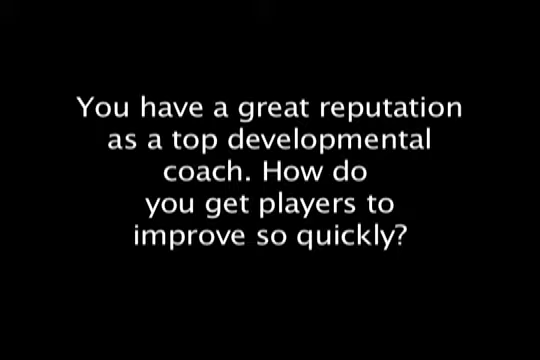 You have a great reputation
as a top developmental
coach. How do
you get players to
improve so quickly?